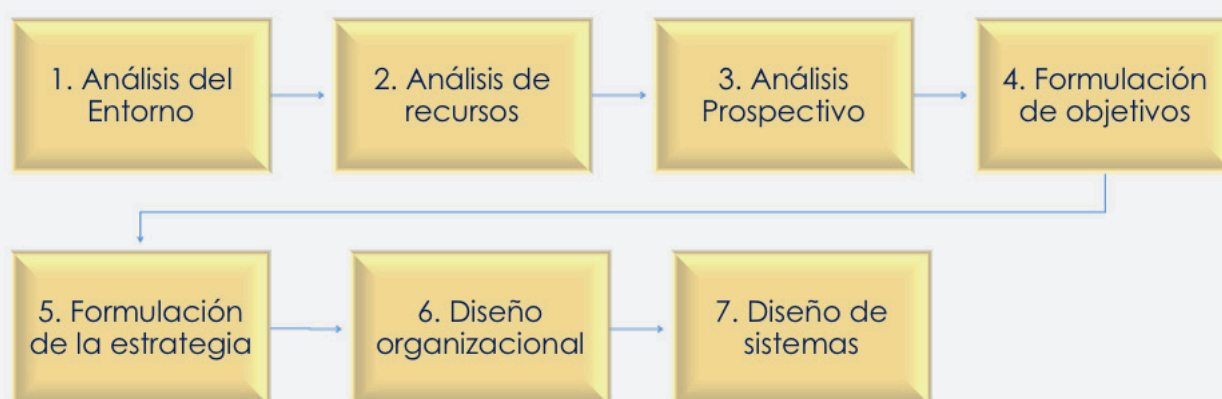 1. Análisis del
Entorno
2. Análisis de
recursos
3. Análisis
Prospectivo
4. Formulación
de objetivos
5. Formulación
de la estrategia
6. Diseño
organizacional
7. Diseño de
sistemas